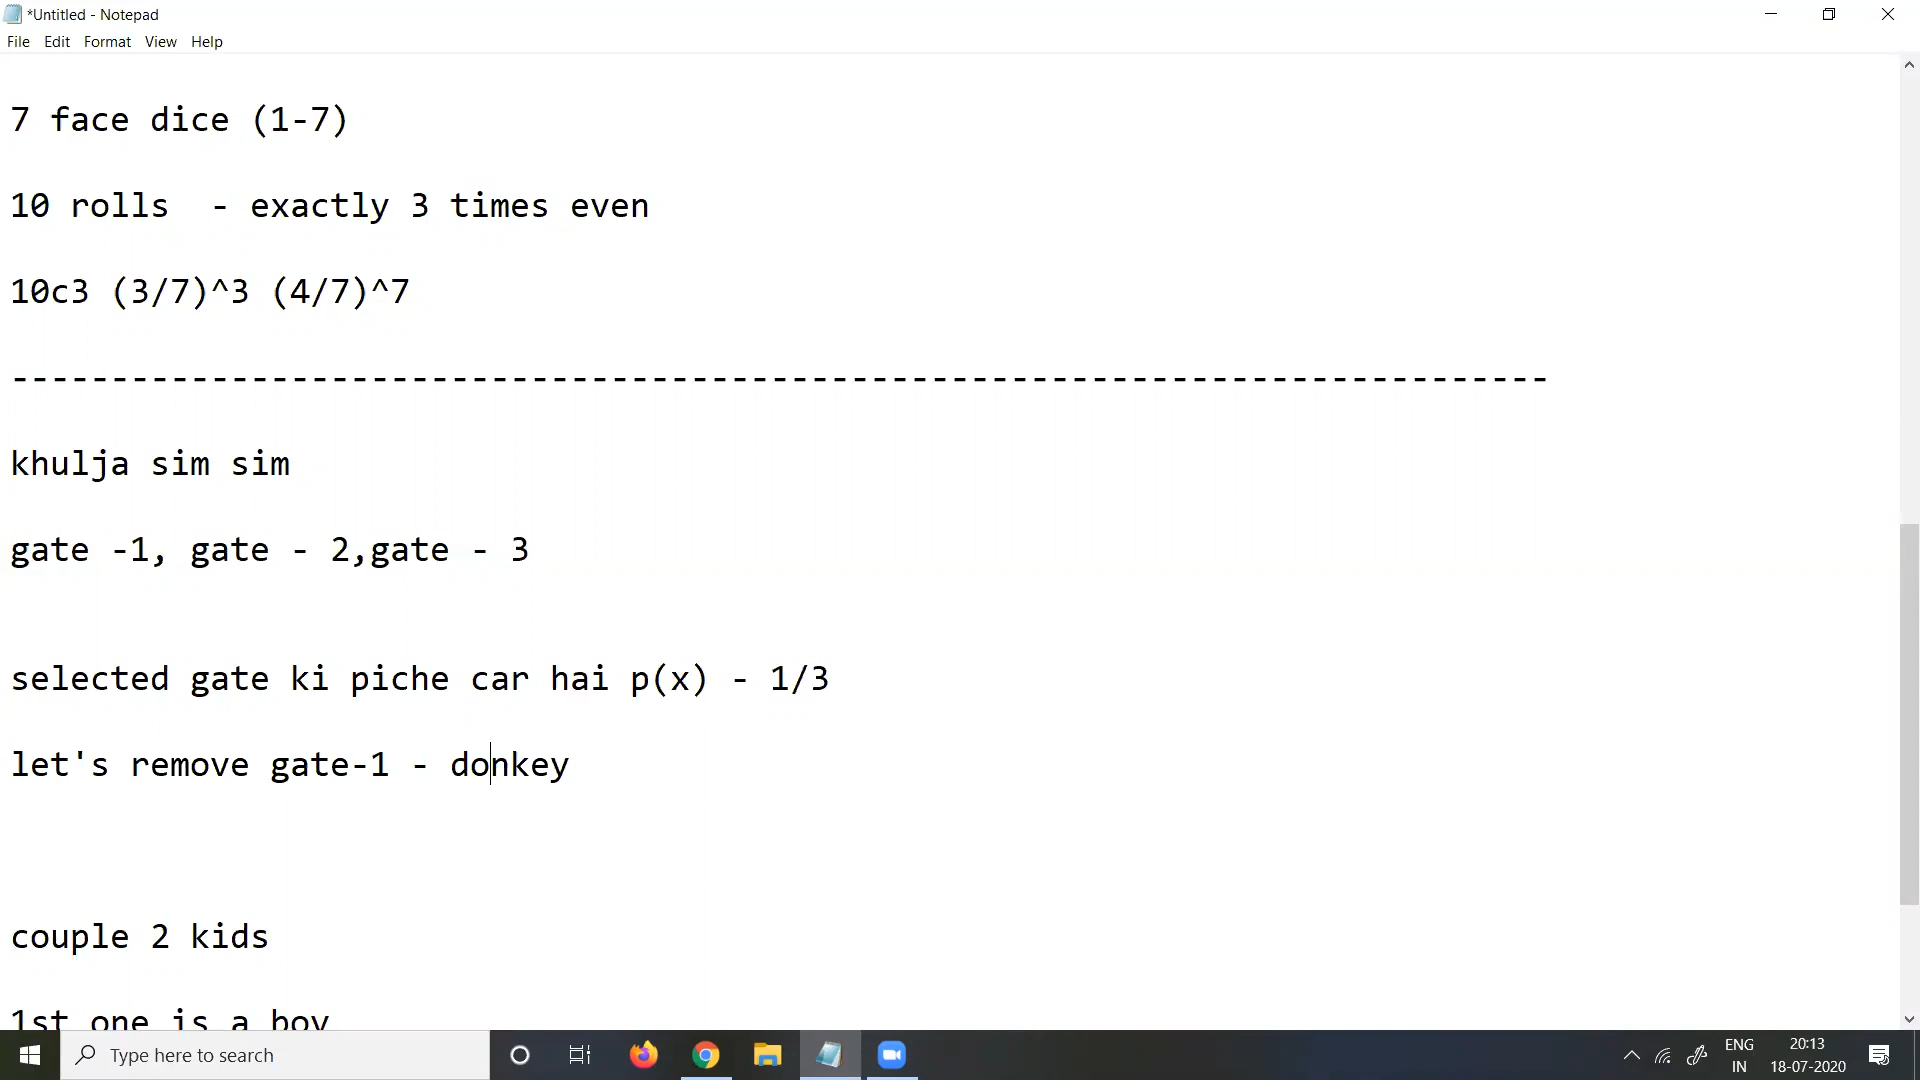 *Untitled - Notepad
File Edit Format View Help
7 face dice (1-7)
10 rolls  - exactly 3 times even
10c3 (3/7)^3 (4/7)^7
-----------------------------------------------------------------------------
khulja sim sim
gate -1, gate - 2,gate - 3
selected gate ki piche car hai p(x) - 1/3
let's remove gate-1 - donkey
couple 2 kids
1st one is a boy
Type here to search
ENG
IN
20:13
18-07-2020